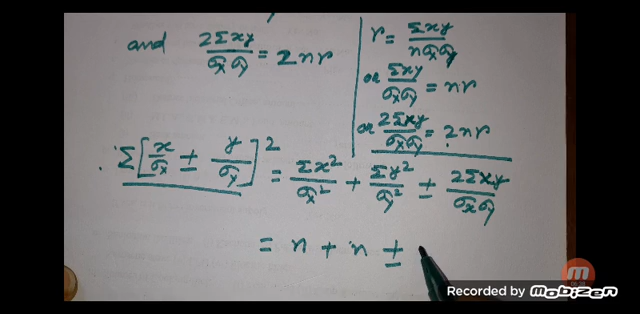 and 2Σxy/σxσy = 2nr
r = Σxy/nσxσy
or Σxy/σxσy = nr
or 2Σxy/σxσy = 2nr
Σ[x/σx ± y/σy]² = Σx²/σx² + Σy²/σy² ± 2Σxy/σxσy
= n + n ±
Recorded by Mobizen